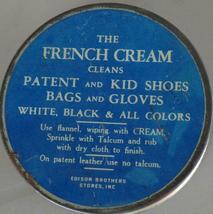 THE
FRENCH CREAM
CLEANS
PATENT AND KID SHOES
BAGS AND GLOVES
WHITE, BLACK & ALL COLORS
Use flannel, wiping with CREAM.
Sprinkle with Talcum and rub
with dry cloth to finish.
On patent leather use no talcum.
EDISON BROTHERS
STORES, INC